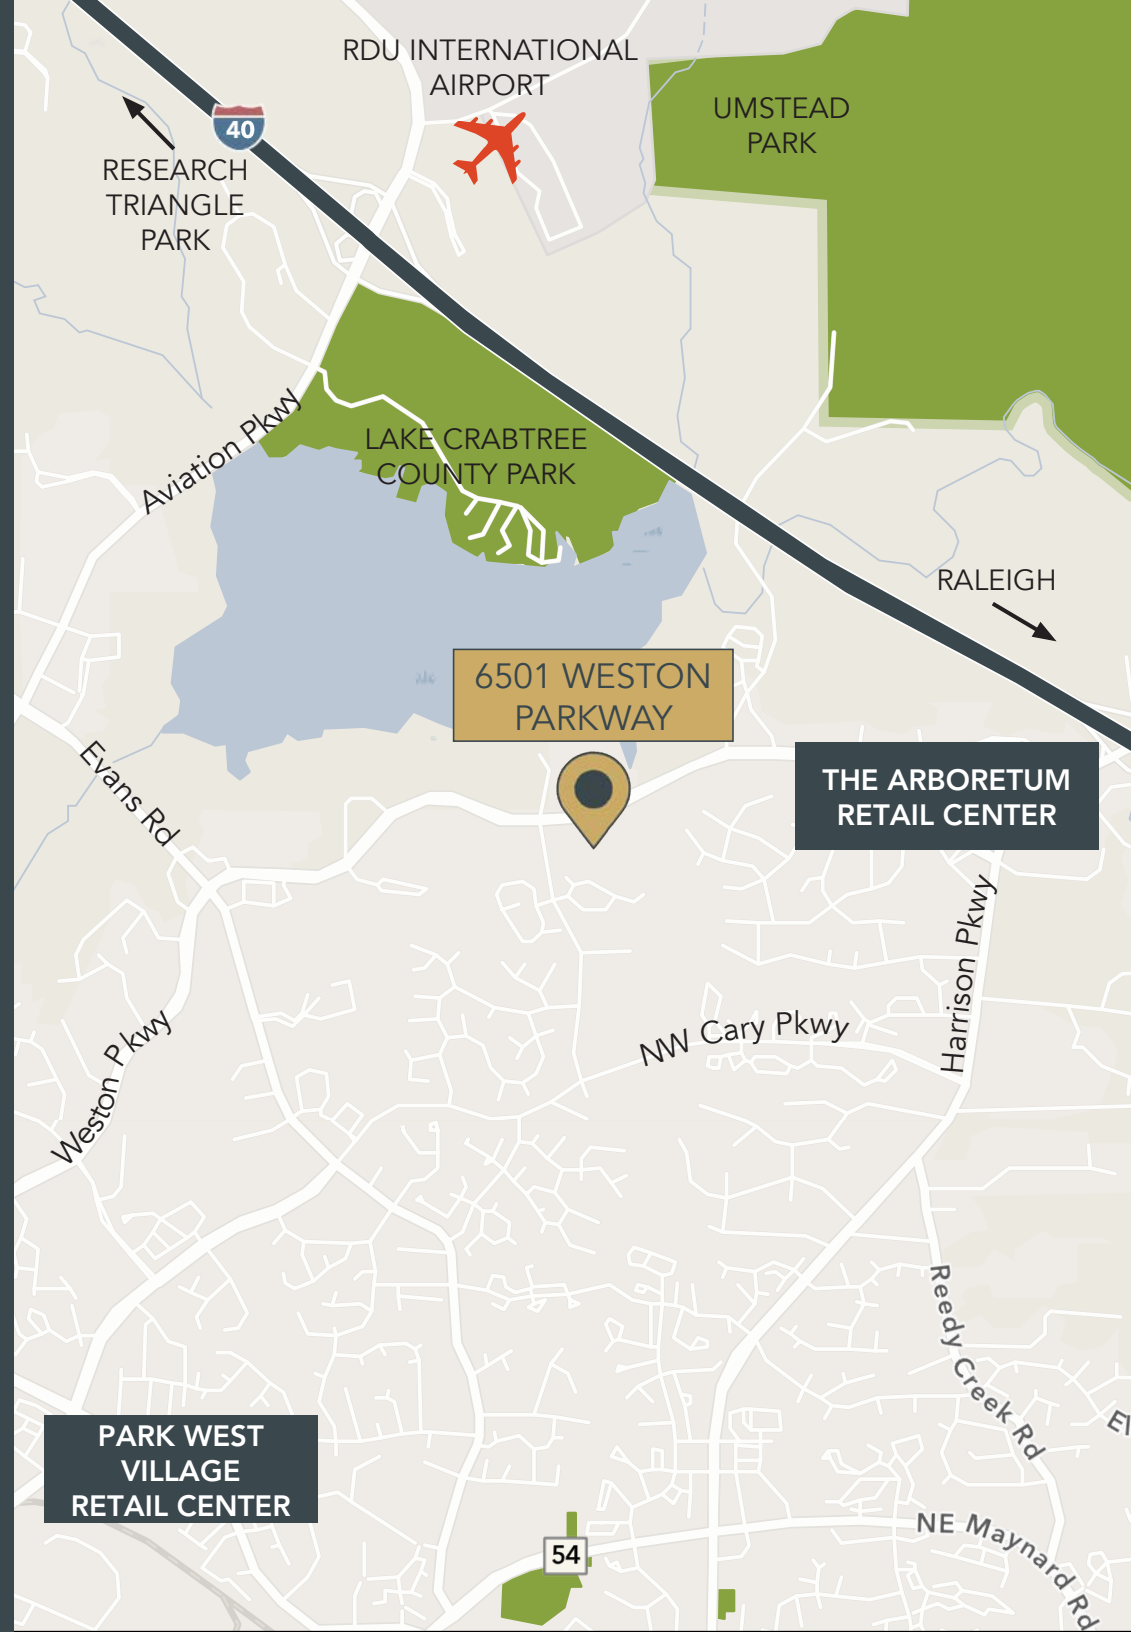 RDU INTERNATIONAL
AIRPORT
UMSTEAD
PARK
40
RESEARCH
TRIANGLE
PARK
Aviation Pkwy
LAKE CRABTREE
COUNTY PARK
RALEIGH
6501 WESTON
PARKWAY
Evans Rd
THE ARBORETUM
RETAIL CENTER
Harrison Pkwy
NW Cary Pkwy
Weston Pkwy
Reedy Creek Rd
PARK WEST
VILLAGE
RETAIL CENTER
54
NE Maynard Rd